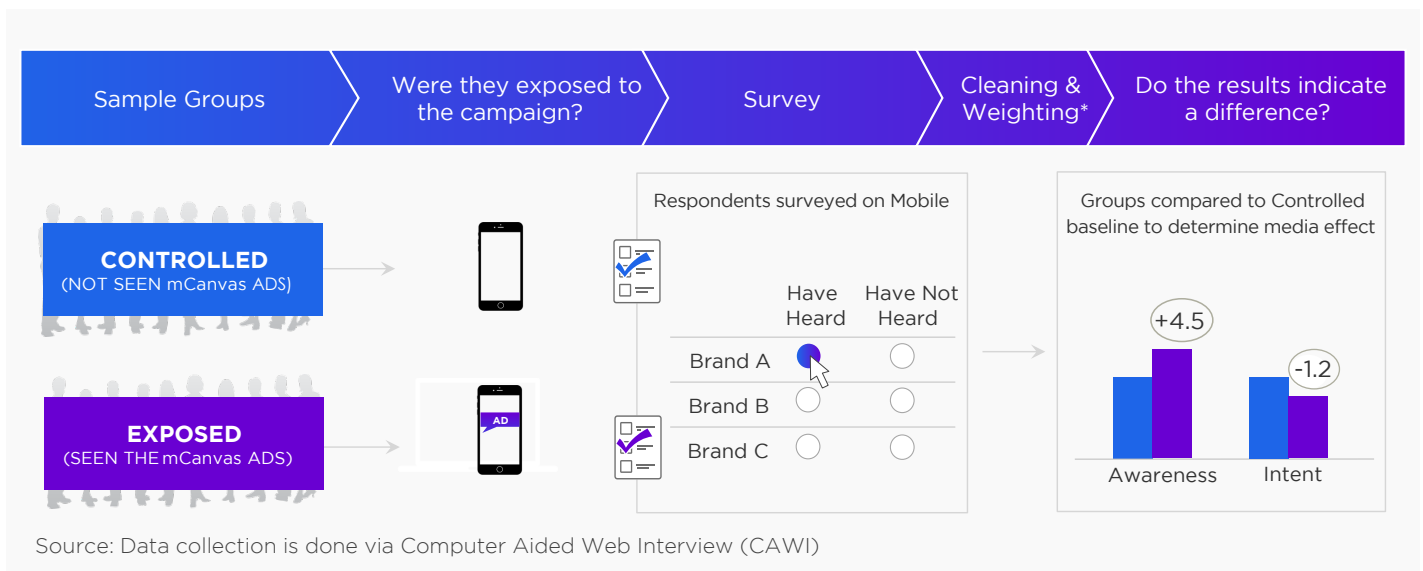 Sample Groups
Were they exposed to
the campaign?
Survey
Cleaning &
Weighting*
Do the results indicate
a difference?
CONTROLLED
(NOT SEEN mCanvas ADS)
EXPOSED
(SEEN THE mCanvas ADS)
AD
Respondents surveyed on Mobile
Have
Heard
Have Not
Heard
Brand A
Brand B
Brand C
Groups compared to Controlled
baseline to determine media effect
+4.5
-1.2
Awareness
Intent
Source: Data collection is done via Computer Aided Web Interview (CAWI)